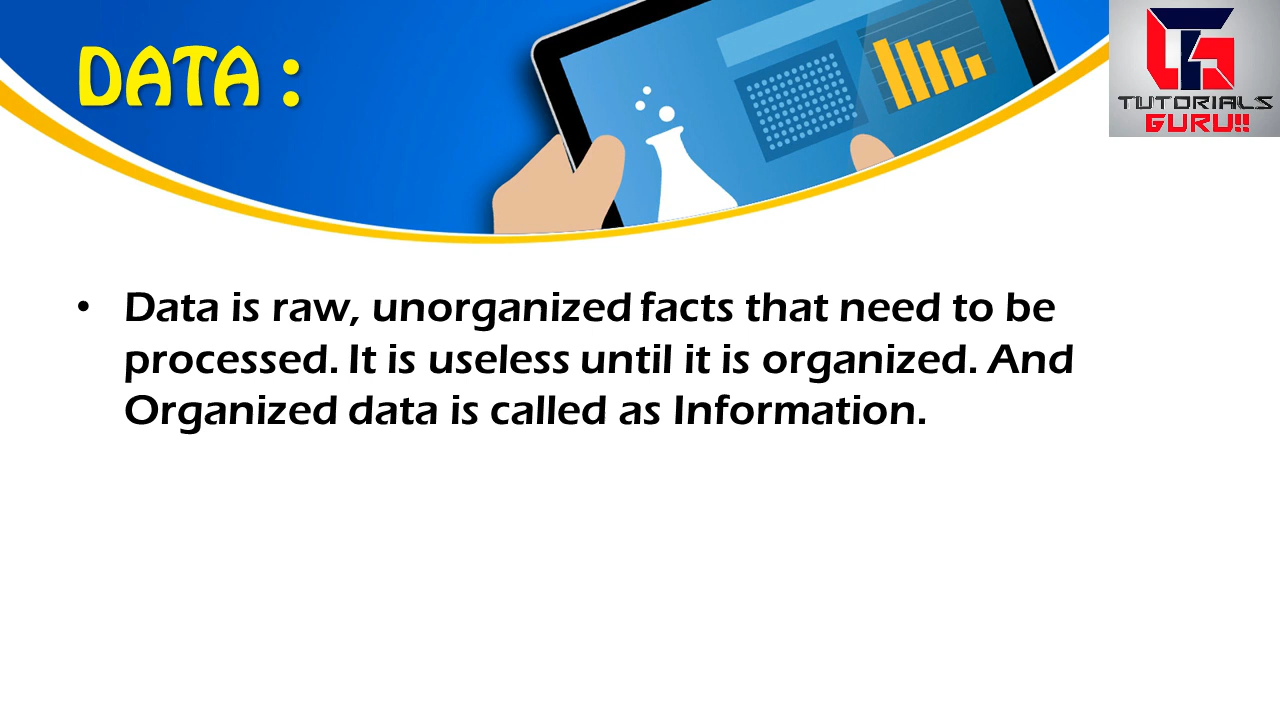 DATA :
TUTORIALS
GURU!!
• Data is raw, unorganized facts that need to be
processed. It is useless until it is organized. And
Organized data is called as Information.